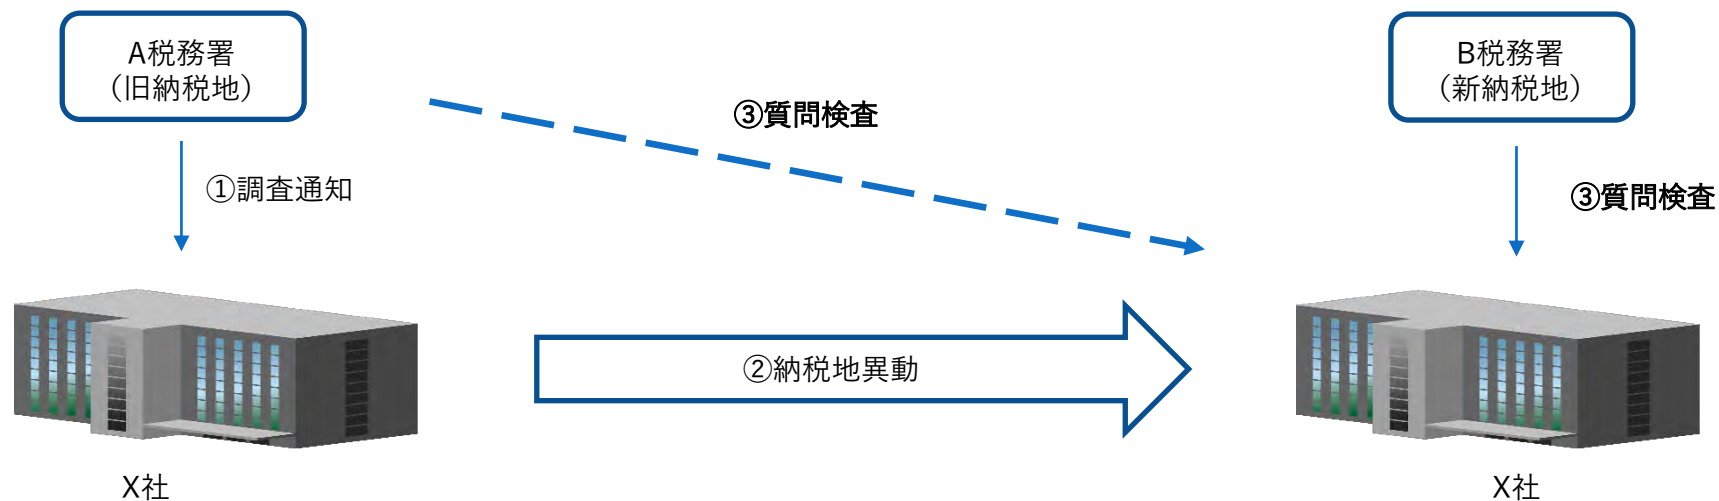 A税務署
（旧納税地）
B税務署
（新納税地）
③質問検査
①調査通知
③質問検査
②納税地異動
X社
X社